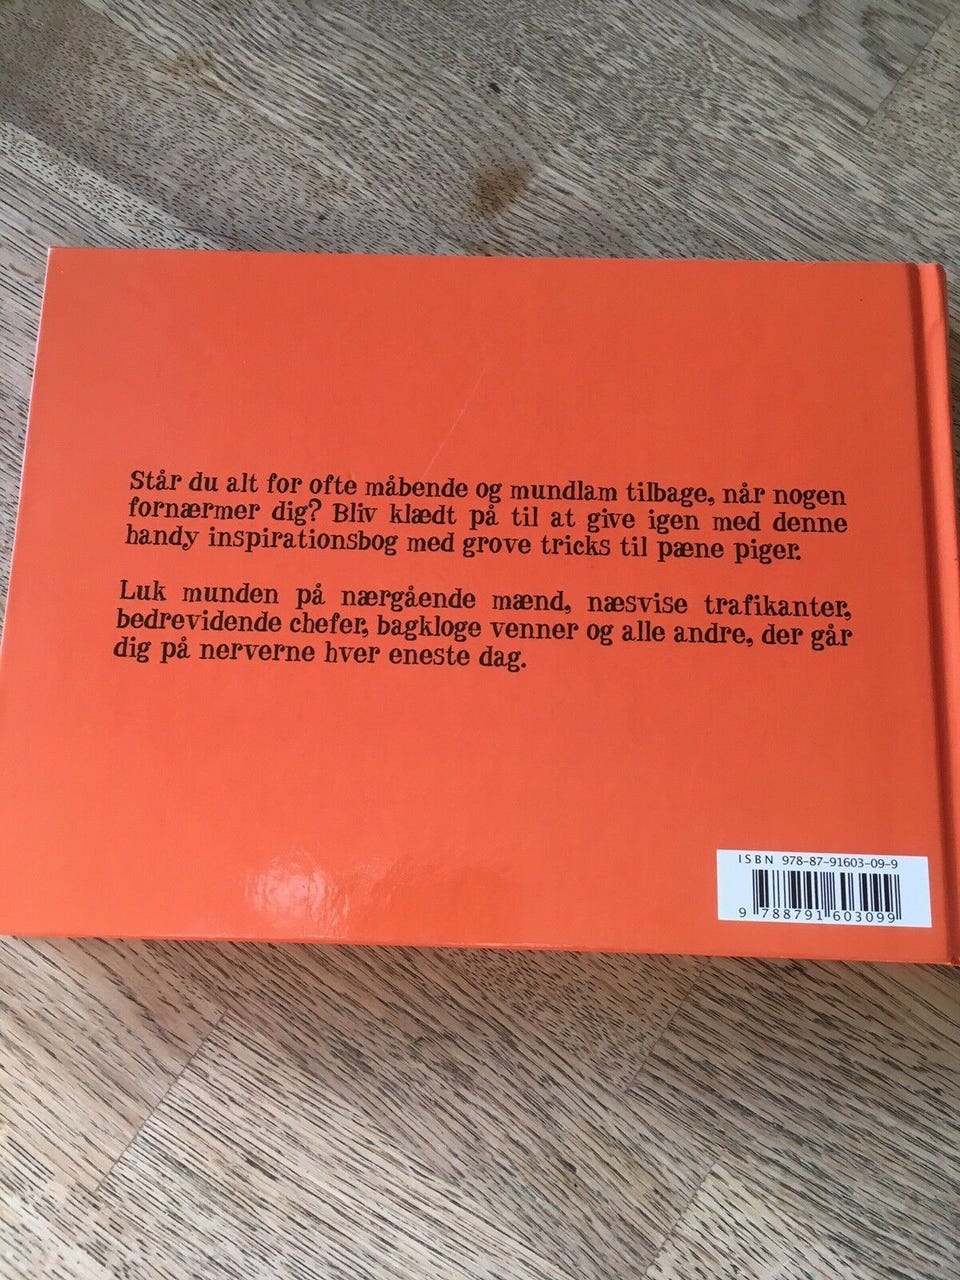 Står du alt for ofte måbende og mundlam tilbage, når nogen
fornærmer dig? Bliv klædt på til at give igen med denne
handy inspirationsbog med grove tricks til pæne piger.
Luk munden på nærgående mænd, næsvise trafikanter,
bedrevidende chefer, bagkloge venner og alle andre, der går
dig på nerverne hver eneste dag.
ISBN 978-87-91603-09-9
9 788791 603099